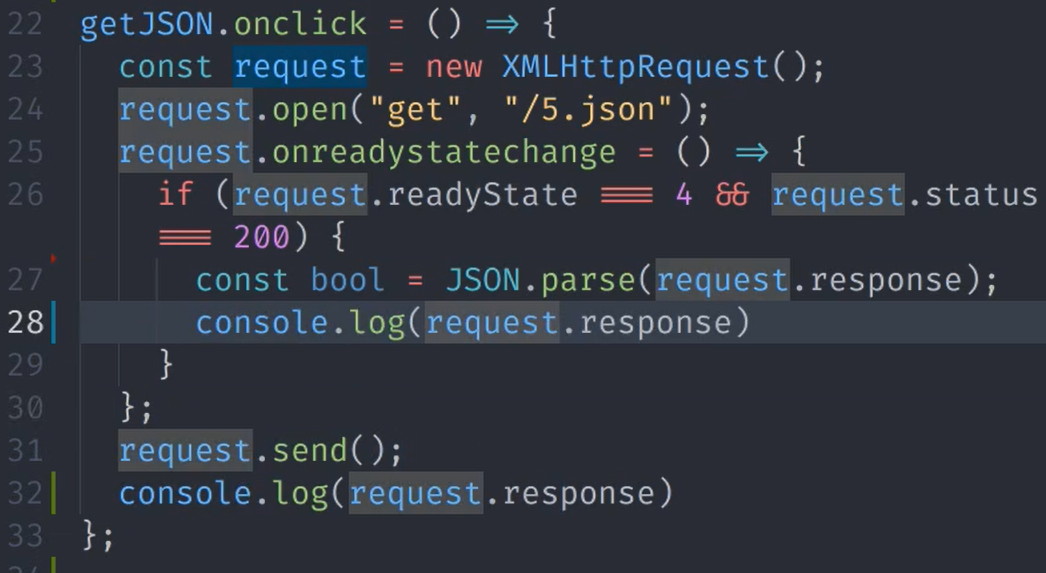 22 getJSON.onclick = () => {
23 const request = new XMLHttpRequest();
24 request.open("get", "/5.json");
25 request.onreadystatechange = () => {
26 if (request.readyState === 4 && request.status
=== 200) {
27 const bool = JSON.parse(request.response);
28 console.log(request.response)
29 }
30 };
31 request.send();
32 console.log(request.response)
33 };